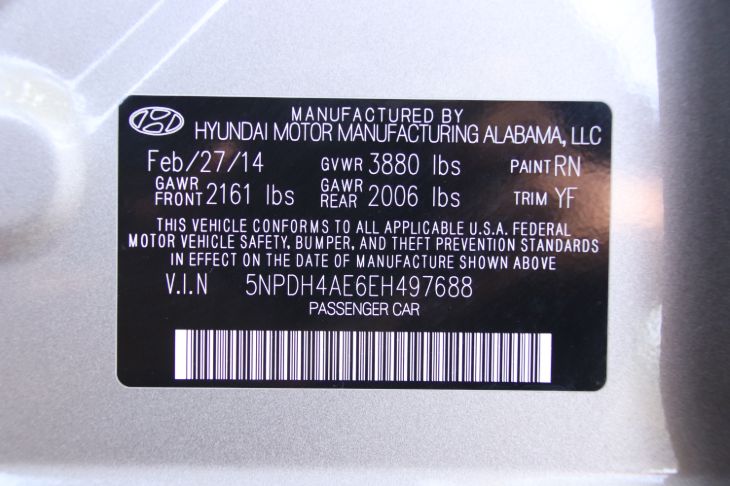 MANUFACTURED BY
HYUNDAI MOTOR MANUFACTURING ALABAMA, LLC
Feb/27/14 GVWR 3880 lbs PAINT RN
GAWR FRONT 2161 lbs GAWR REAR 2006 lbs TRIM YF
THIS VEHICLE CONFORMS TO ALL APPLICABLE U.S.A. FEDERAL
MOTOR VEHICLE SAFETY, BUMPER, AND THEFT PREVENTION STANDARDS
IN EFFECT ON THE DATE OF MANUFACTURE SHOWN ABOVE
V.I.N 5NPDH4AE6EH497688
PASSENGER CAR